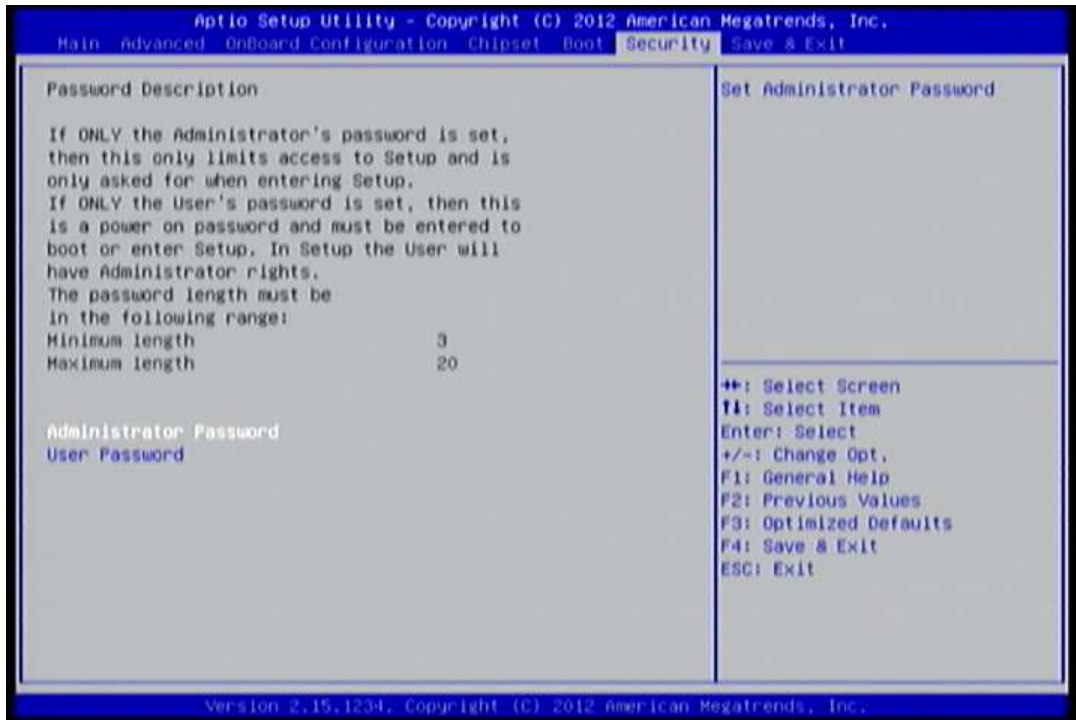 Aptio Setup Utility - Copyright (C) 2012 American Megatrends, Inc.
Main Advanced OnBoard Configuration Chipset Boot Security Save & Exit
Password Description
If ONLY the Administrator's password is set,
then this only limits access to Setup and is
only asked for when entering Setup.
If ONLY the User's password is set, then this
is a power on password and must be entered to
boot or enter Setup. In Setup the User will
have Administrator rights.
The password length must be
in the following range:
Minimum length 3
Maximum length 20
Administrator Password
User Password
Set Administrator Password
→←: Select Screen
↑↓: Select Item
Enter: Select
+/-: Change Opt.
F1: General Help
F2: Previous Values
F3: Optimized Defaults
F4: Save & Exit
ESC: Exit
Version 2.15.1234. Copyright (C) 2012 American Megatrends, Inc.